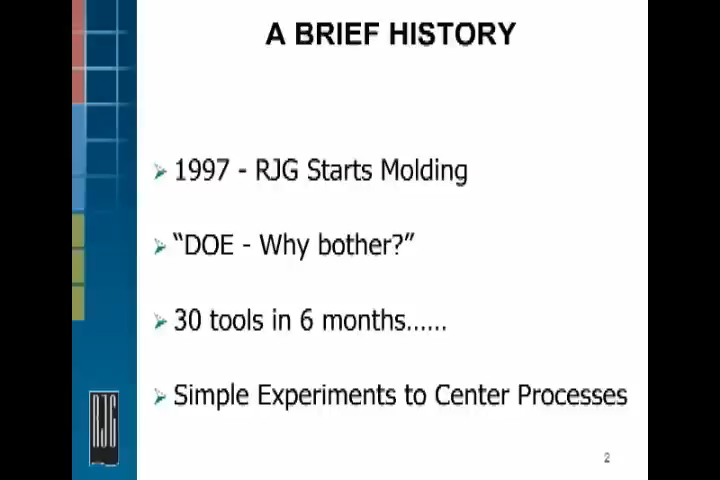 A BRIEF HISTORY
1997 - RJG Starts Molding
“DOE - Why bother?”
30 tools in 6 months......
Simple Experiments to Center Processes
RJG
2